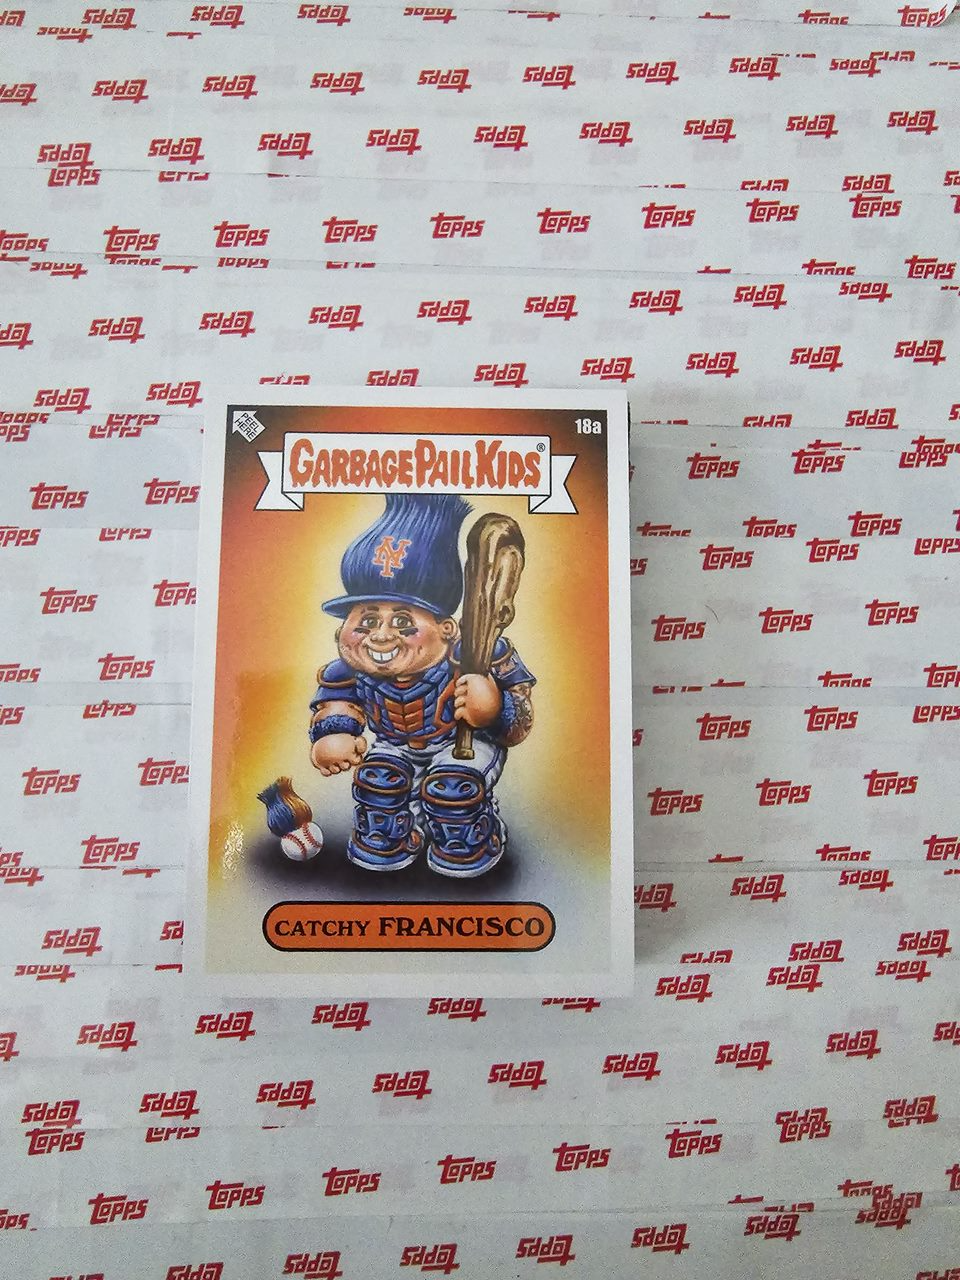 PEEL HERE!
18a
GARBAGE PAIL KIDS®
NY
CATCHY FRANCISCO
Topps